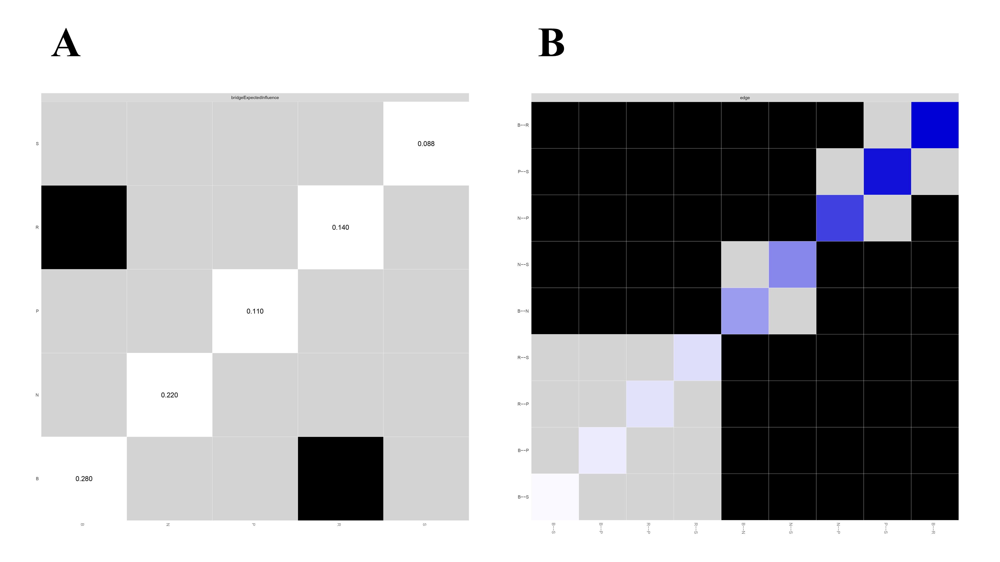 A
B
bridgeExpectedInfluence
edge
S
R
P
N
B
0.088
0.140
0.110
0.220
0.280
B
N
P
R
S
B--R
P--S
N--P
N--S
B--N
R--S
R--P
B--P
B--S
B--S
B--P
R--P
R--S
B--N
N--S
N--P
P--S
B--R